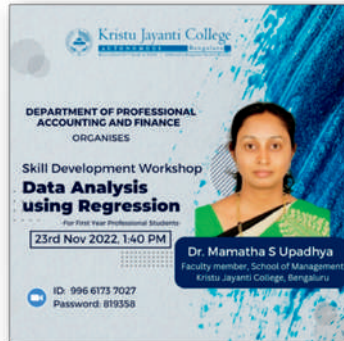 Kristu Jayanti College
AUTONOMOUS Bengaluru
DEPARTMENT OF PROFESSIONAL
ACCOUNTING AND FINANCE
ORGANISES
Skill Development Workshop
Data Analysis
using Regression
For First Year Professional Students
23rd Nov 2022, 1:40 PM
Dr. Mamatha S Upadhya
Faculty member, School of Management
Kristu Jayanti College, Bengaluru
ID: 996 6173 7027
Password: 819358